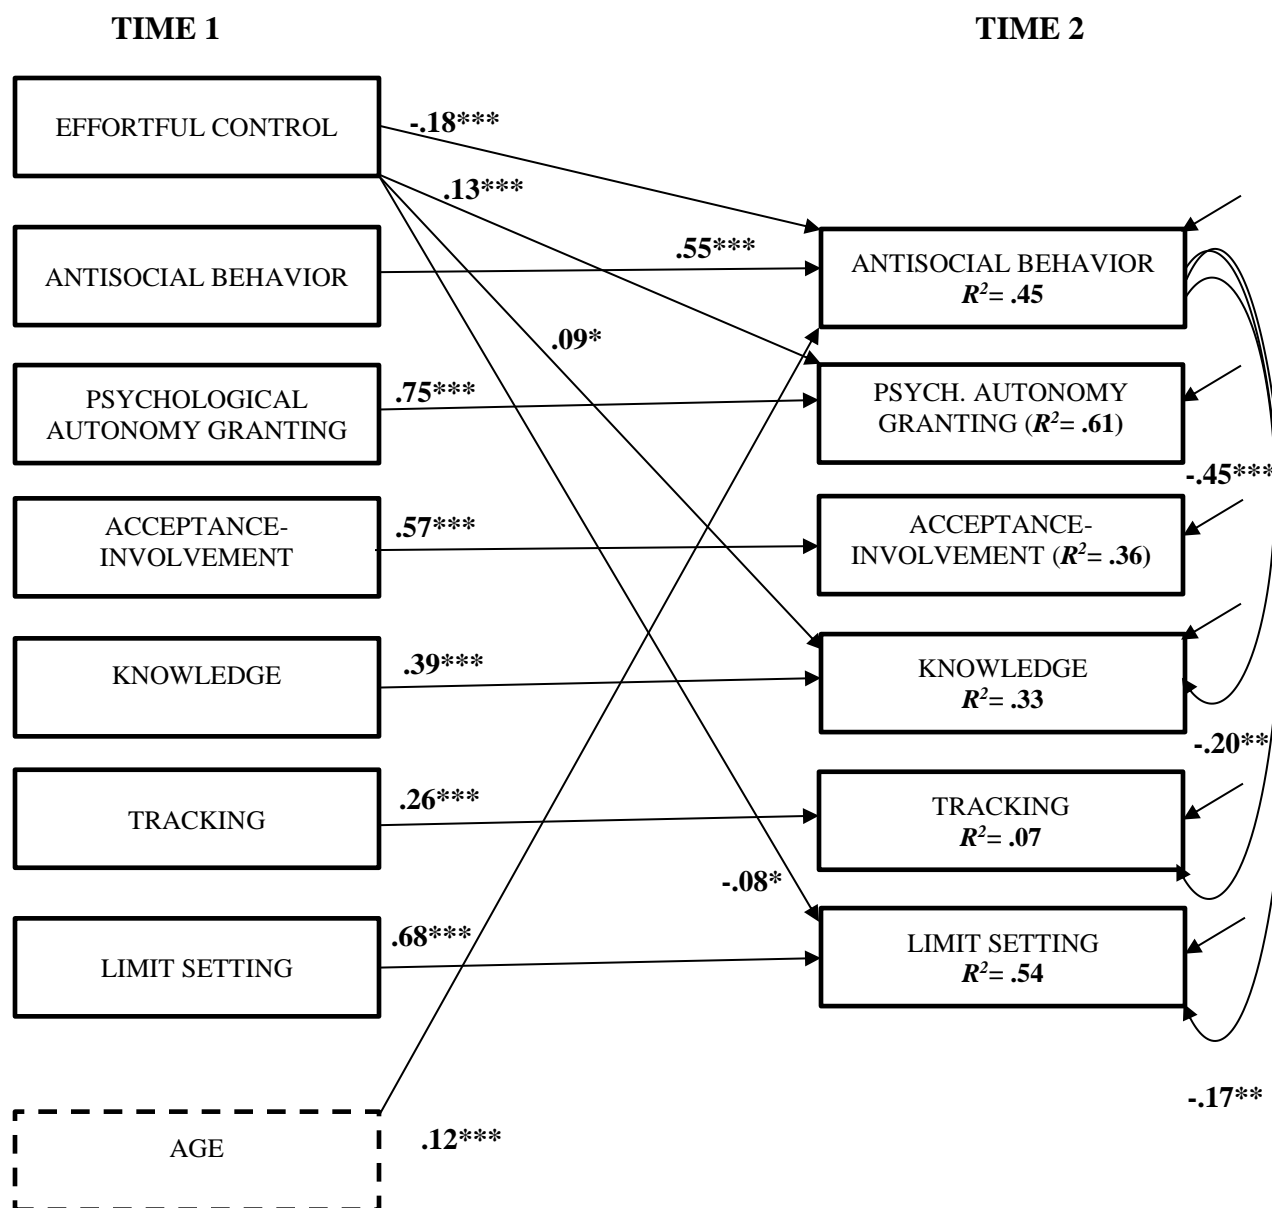 TIME 1
TIME 2
EFFORTFUL CONTROL
-.18***
.13***
ANTISOCIAL BEHAVIOR
.55***
ANTISOCIAL BEHAVIOR
R²= .45
.09*
PSYCHOLOGICAL
AUTONOMY GRANTING
.75***
PSYCH. AUTONOMY
GRANTING (R²= .61)
-.45***
ACCEPTANCE-
INVOLVEMENT
.57***
ACCEPTANCE-
INVOLVEMENT (R²= .36)
KNOWLEDGE
.39***
KNOWLEDGE
R²= .33
-.20**
TRACKING
.26***
TRACKING
R²= .07
-.08*
LIMIT SETTING
.68***
LIMIT SETTING
R²= .54
-.17**
AGE
.12***